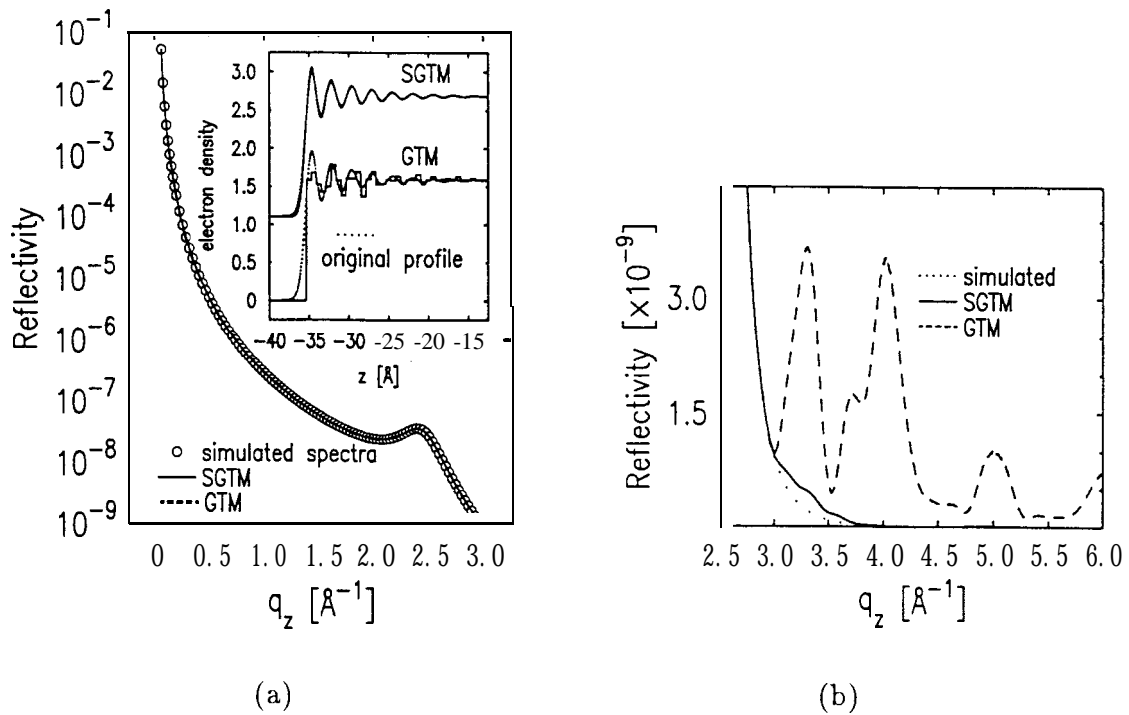 10⁻¹
10⁻²
10⁻³
10⁻⁴
10⁻⁵
10⁻⁶
10⁻⁷
10⁻⁸
10⁻⁹
Reflectivity
0 0.5 1.0 1.5 2.0 2.5 3.0
q_z [Å⁻¹]
simulated spectra
SGTM
GTM
electron density
3.0
2.5
2.0
1.5
1.0
0.5
0
SGTM
GTM
original profile
−40 −35 −30 -25 -20 -15
z [Å]
(a)
Reflectivity [×10⁻⁹]
3.0
1.5
simulated
SGTM
GTM
2.5 3.0 3.5 4.0 4.5 5.0 5.5 6.0
q_z [Å⁻¹]
(b)